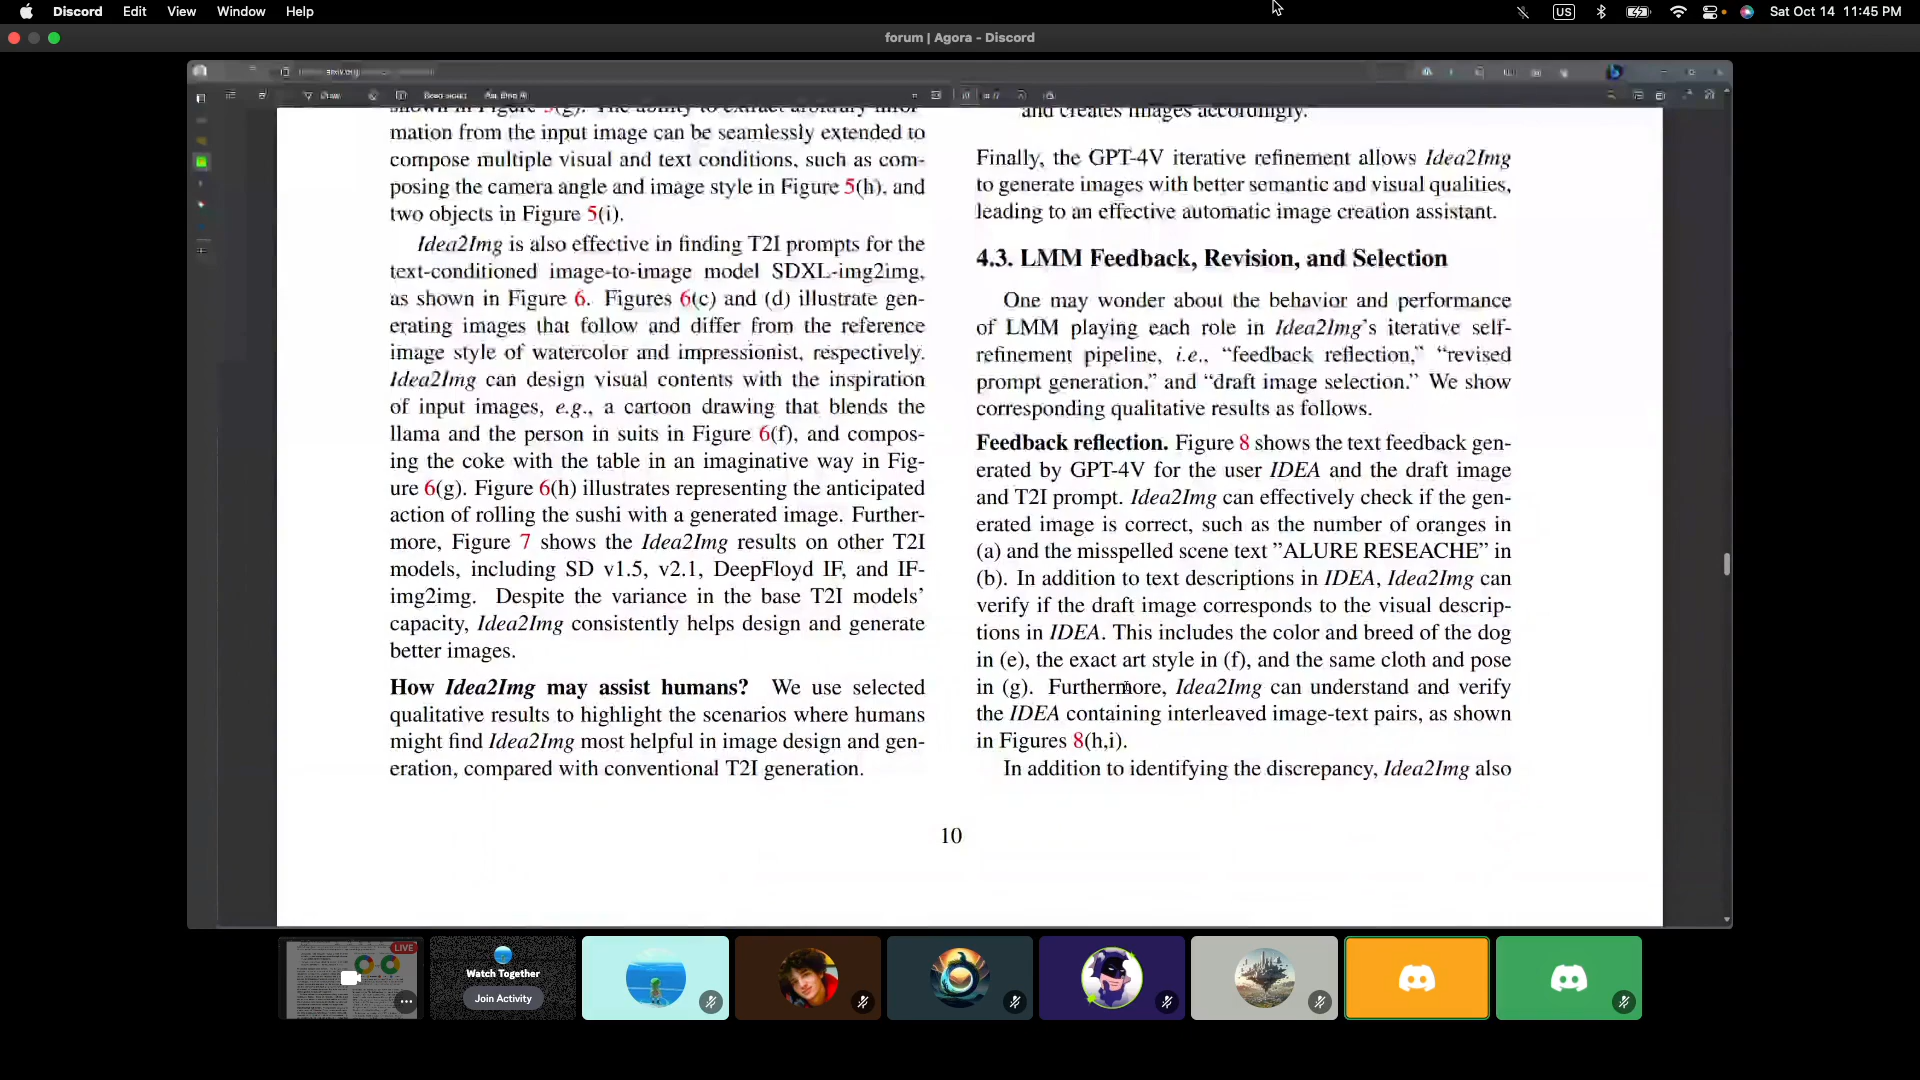 Discord
Edit
View
Window
Help
US
Sat Oct 14 11:45 PM
forum | Agora - Discord
Draw
Read aloud
shown in Figure 5(g). The ability to extract arbitrary infor-
mation from the input image can be seamlessly extended to
compose multiple visual and text conditions, such as com-
posing the camera angle and image style in Figure 5(h), and
two objects in Figure 5(i).
Idea2Img is also effective in finding T2I prompts for the
text-conditioned image-to-image model SDXL-img2img,
as shown in Figure 6. Figures 6(c) and (d) illustrate gen-
erating images that follow and differ from the reference
image style of watercolor and impressionist, respectively.
Idea2Img can design visual contents with the inspiration
of input images, e.g., a cartoon drawing that blends the
llama and the person in suits in Figure 6(f), and compos-
ing the coke with the table in an imaginative way in Fig-
ure 6(g). Figure 6(h) illustrates representing the anticipated
action of rolling the sushi with a generated image. Further-
more, Figure 7 shows the Idea2Img results on other T2I
models, including SD v1.5, v2.1, DeepFloyd IF, and IF-
img2img. Despite the variance in the base T2I models’
capacity, Idea2Img consistently helps design and generate
better images.
How Idea2Img may assist humans? We use selected
qualitative results to highlight the scenarios where humans
might find Idea2Img most helpful in image design and gen-
eration, compared with conventional T2I generation.
and creates images accordingly.
Finally, the GPT-4V iterative refinement allows Idea2Img
to generate images with better semantic and visual qualities,
leading to an effective automatic image creation assistant.
4.3. LMM Feedback, Revision, and Selection
One may wonder about the behavior and performance
of LMM playing each role in Idea2Img’s iterative self-
refinement pipeline, i.e., “feedback reflection,” “revised
prompt generation,” and “draft image selection.” We show
corresponding qualitative results as follows.
Feedback reflection. Figure 8 shows the text feedback gen-
erated by GPT-4V for the user IDEA and the draft image
and T2I prompt. Idea2Img can effectively check if the gen-
erated image is correct, such as the number of oranges in
(a) and the misspelled scene text ”ALURE RESEACHE” in
(b). In addition to text descriptions in IDEA, Idea2Img can
verify if the draft image corresponds to the visual descrip-
tions in IDEA. This includes the color and breed of the dog
in (e), the exact art style in (f), and the same cloth and pose
in (g). Furthermore, Idea2Img can understand and verify
the IDEA containing interleaved image-text pairs, as shown
in Figures 8(h,i).
In addition to identifying the discrepancy, Idea2Img also
10
LIVE
Watch Together
Join Activity